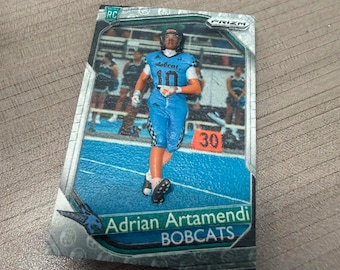 RC
PRIZM
10
30
Adrian Artamendi
BOBCATS